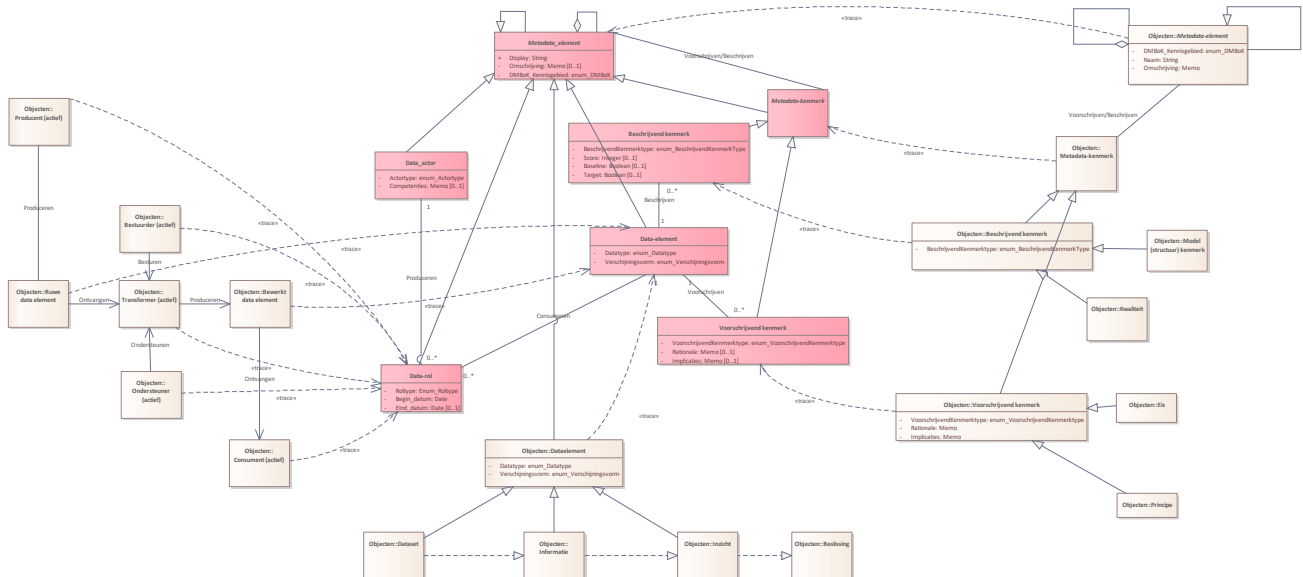 «trace»
Metadata_element
+ Display: String
- Omschrijving: Memo [0..1]
- DMBoK_Kennisgebied: enum_DMBoK
Objecten::Metadata-element
- DMBoK_Kennisgebied: enum_DMBoK
- Naam: String
- Omschrijving: Memo
Voorschrijven/Beschrijven
Metadata-kenmerk
Objecten::
Producent (actief)
Voorschrijven/Beschrijven
Beschrijvend kenmerk
- BeschrijvendKenmerktype: enum_BeschrijvendKenmerkType
- Score: Integer [0..1]
- Baseline: Boolean [0..1]
- Target: Boolean [0..1]
Objecten::
Metadata-kenmerk
«trace»
Data_actor
- Actortype: enum_Actortype
- Competenties: Memo [0..1]
0..*
Beschrijven
1
1
Produceren
Objecten::
Bestuurder (actief)
«trace»
«trace»
«trace»
Objecten::Beschrijvend kenmerk
- BeschrijvendKenmerktype: enum_BeschrijvendKenmerkType
Objecten::Model
(structuur) kenmerk
Data-element
- Datatype: enum_Datatype
- Verschijningsvorm: enum_Verschijningsvorm
Besturen
Produceren
1
1
Voorschrijven
Objecten::Ruwe
data element
Ontvangen
Objecten::
Transformer (actief)
Produceren
Objecten::Bewerkt
data element
«trace»
0..*
Objecten::
Kwaliteit
Consumeren
Voorschrijvend kenmerk
- VoorschrijvendKenmerktype: enum_VoorschrijvendKenmerktype
- Rationale: Memo [0..1]
- Implicaties: Memo [0..1]
Ondersteunen
0..*
«trace»
Ontvangen
Data-rol
- Roltype: Enum_Roltype
- Begin_datum: Date
- Eind_datum: Date [0..1]
0..*
Objecten::
Ondersteuner
(actief)
«trace»
«trace»
«trace»
Objecten::Voorschrijvend kenmerk
- VoorschrijvendKenmerktype: enum_VoorschrijvendKenmerktype
- Rationale: Memo
- Implicaties: Memo
Objecten::Eis
Objecten::
Consument (actief)
«trace»
Objecten::Dataelement
- Datatype: enum_Datatype
- Verschijningsvorm: enum_Verschijningsvorm
Objecten::Principe
Objecten::Dataset
Objecten::
Informatie
Objecten::Inzicht
Objecten::Beslissing